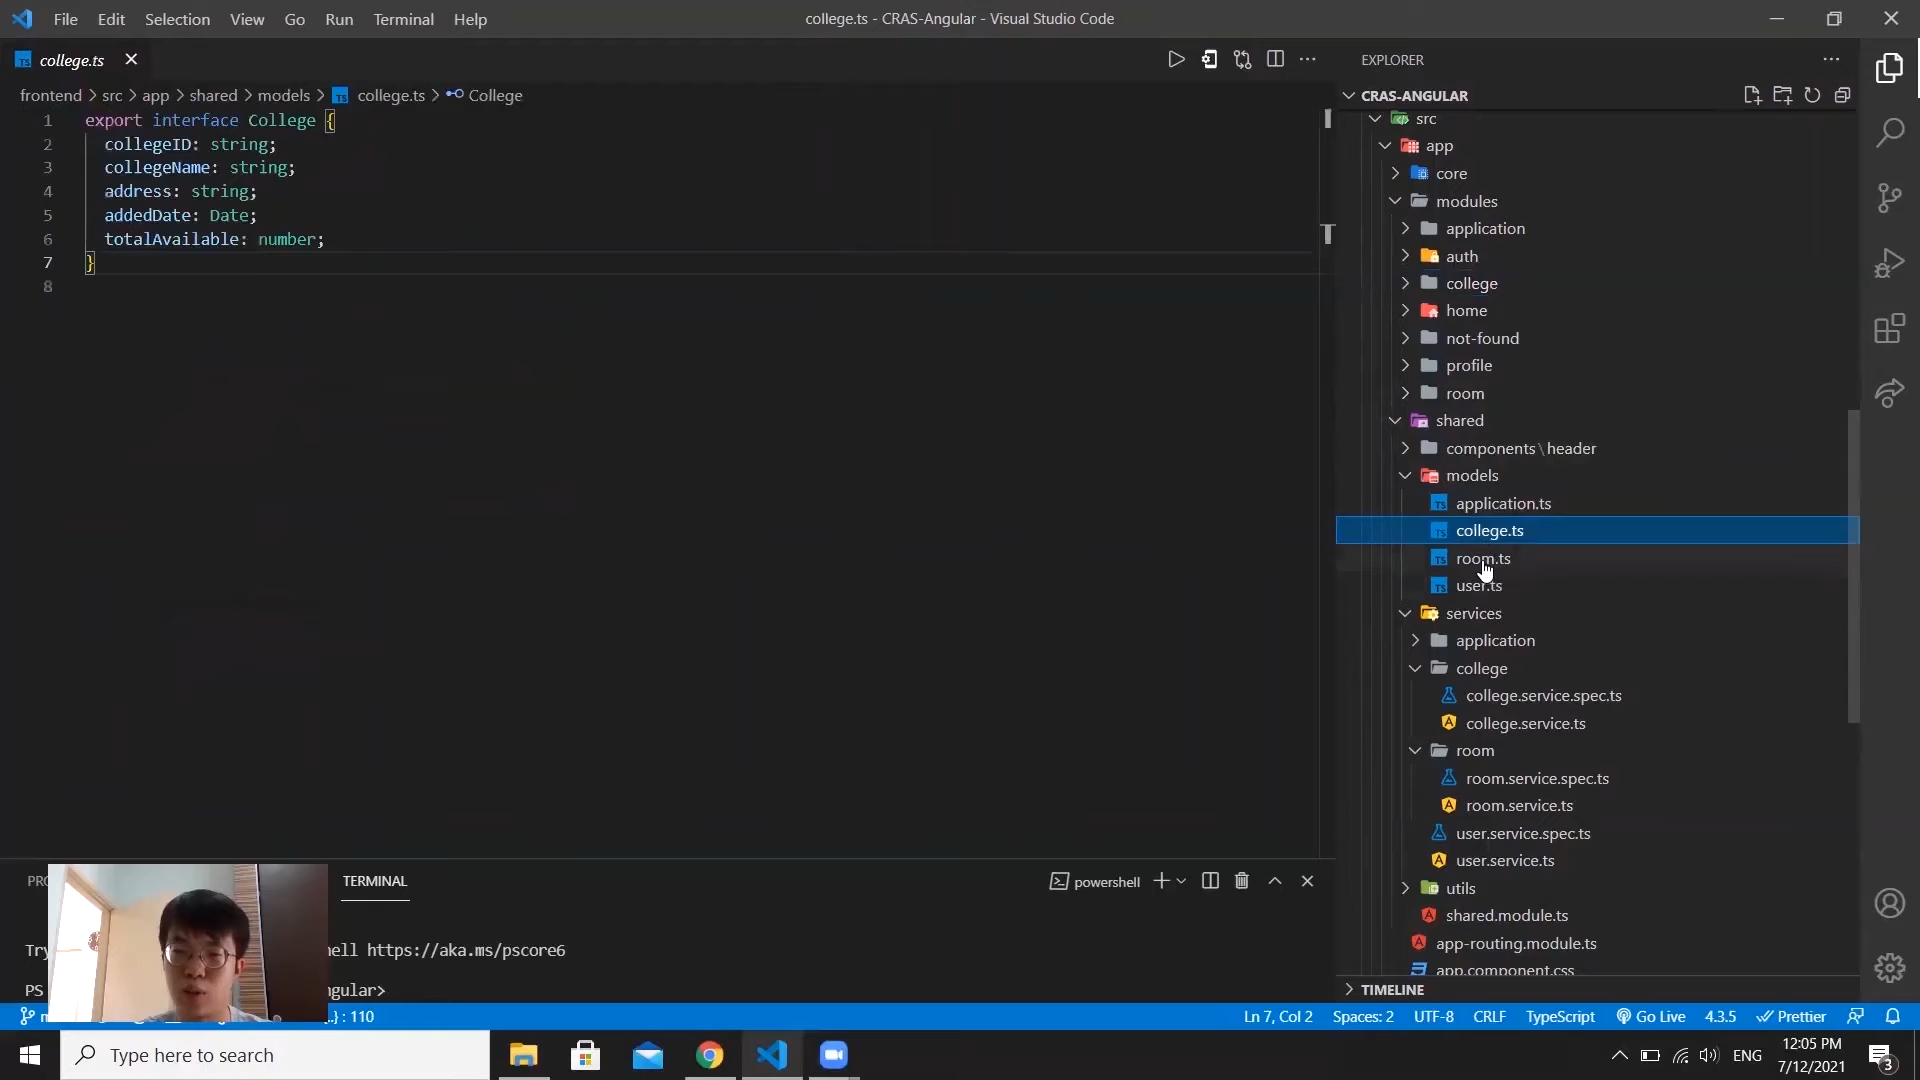 File Edit Selection View Go Run Terminal Help
college.ts - CRAS-Angular - Visual Studio Code
college.ts
frontend > src > app > shared > models > college.ts > College
1 export interface College {
2 collegeID: string;
3 collegeName: string;
4 address: string;
5 addedDate: Date;
6 totalAvailable: number;
7 }
8
EXPLORER
CRAS-ANGULAR
src
app
core
modules
application
auth
college
home
not-found
profile
room
shared
components\header
models
application.ts
college.ts
room.ts
user.ts
services
application
college
college.service.spec.ts
college.service.ts
room
room.service.spec.ts
room.service.ts
user.service.spec.ts
user.service.ts
utils
shared.module.ts
app-routing.module.ts
app.component.css
TIMELINE
TERMINAL
powershell
https://aka.ms/pscore6
PS
Ln 7, Col 2 Spaces: 2 UTF-8 CRLF TypeScript Go Live 4.3.5 Prettier
Type here to search
ENG
12:05 PM
7/12/2021
3